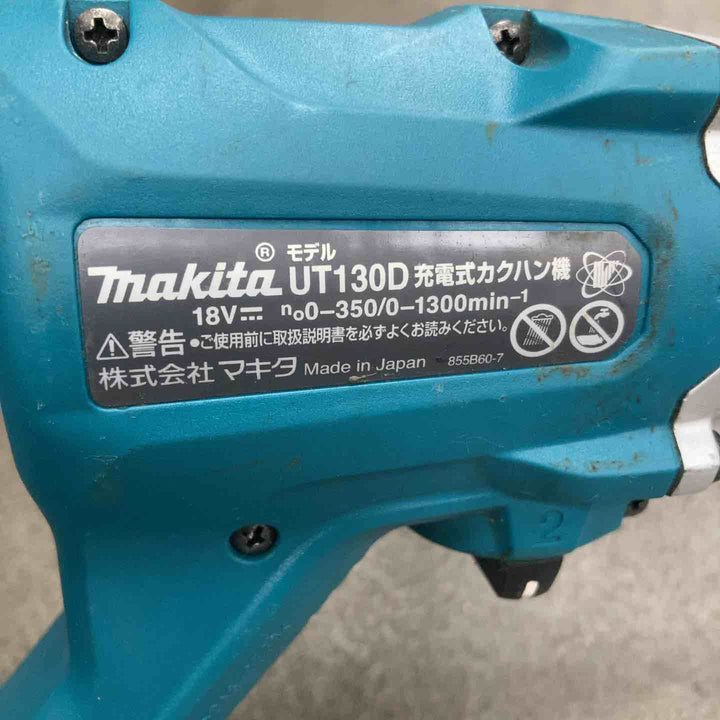 makita® モデル UT130D 充電式カクハン機
18V⎓ n₀0-350/0-1300min⁻¹
⚠警告 •ご使用前に取扱説明書を必ずよくお読みください。
株式会社 マキタ Made in Japan 855B60-7
2